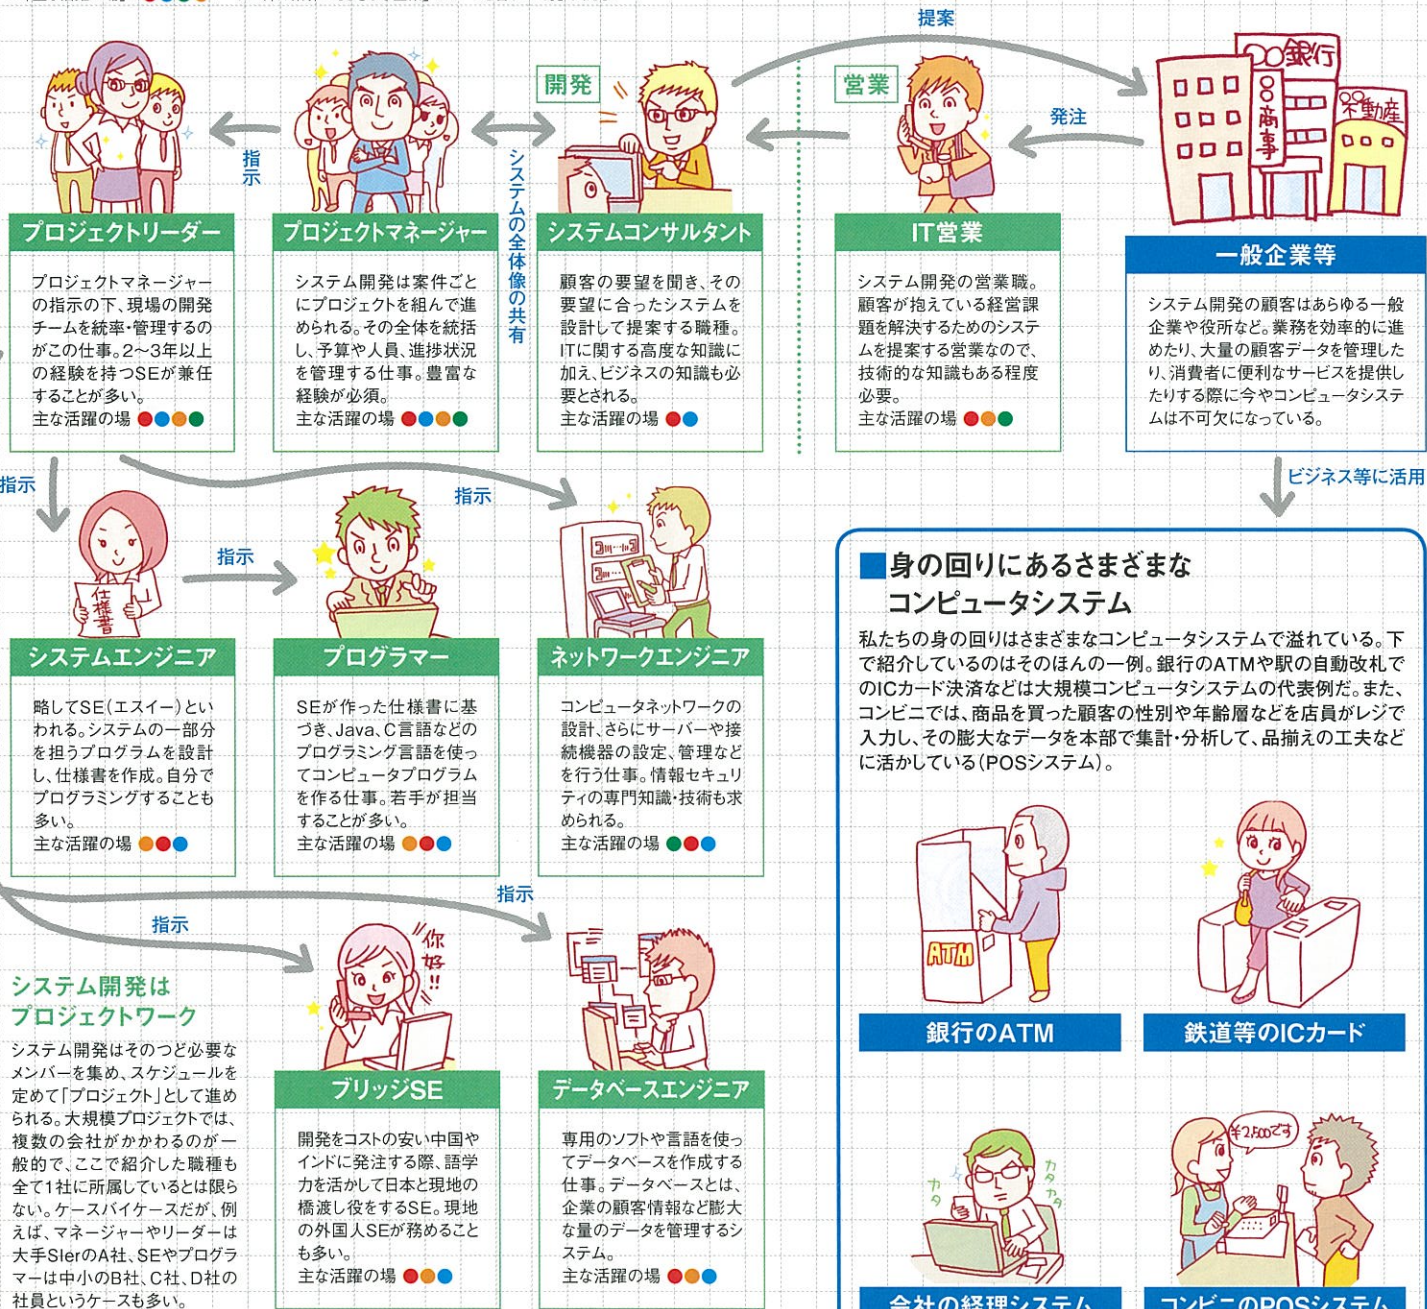 提案
開発
営業
発注
○○銀行
○○商事
○○不動産
指示
システムの全体像の共有
プロジェクトリーダー
プロジェクトマネージャーの指示の下、現場の開発
プロジェクトマネージャー
の指示の下、現場の開発
チームを統率・管理するの
がこの仕事。2〜3年以上
の経験を持つSEが兼任
することが多い。
主な活躍の場
プロジェクトマネージャー
システム開発は案件ごと
にプロジェクトを組んで進
められる。その全体を統括
し、予算や人員、進捗状況
を管理する仕事。豊富な
経験が必須。
主な活躍の場
システムコンサルタント
顧客の要望を聞き、その
要望に合ったシステムを
設計して提案する職種。
ITに関する高度な知識に
加え、ビジネスの知識も必
要とされる。
主な活躍の場
IT営業
システム開発の営業職。
顧客が抱えている経営課
題を解決するためのシステ
ムを提案する営業なので、
技術的な知識もある程度
必要。
主な活躍の場
一般企業等
システム開発の顧客はあらゆる一般
企業や役所など。業務を効率的に進
めたり、大量の顧客データを管理した
り、消費者に便利なサービスを提供し
たりする際に今やコンピュータシステ
ムは不可欠になっている。
指示
指示
指示
ビジネス等に活用
仕様書
システムエンジニア
略してSE(エスイー)とい
われる。システムの一部分
を担うプログラムを設計
し、仕様書を作成。自分で
プログラミングすることも
多い。
主な活躍の場
プログラマー
SEが作った仕様書に基
づき、Java、C言語などの
プログラミング言語を使っ
てコンピュータプログラム
を作る仕事。若手が担当
することが多い。
主な活躍の場
ネットワークエンジニア
コンピュータネットワークの
設計、さらにサーバーや接
続機器の設定、管理など
を行う仕事。情報セキュリ
ティの専門知識・技術も求
められる。
主な活躍の場
指示
指示
システム開発は
プロジェクトワーク
システム開発はそのつど必要な
メンバーを集め、スケジュールを
定めて「プロジェクト」として進め
られる。大規模プロジェクトでは、
複数の会社がかかわるのが一
般的で、ここで紹介した職種も
全て1社に所属しているとは限ら
ない。ケースバイケースだが、例
えば、マネージャーやリーダーは
大手SIerのA社、SEやプログラ
マーは中小のB社、C社、D社の
社員というケースも多い。
你好!!
ブリッジSE
開発をコストの安い中国や
インドに発注する際、語学
力を活かして日本と現地の
橋渡し役をするSE。現地
の外国人SEが務めること
も多い。
主な活躍の場
データベースエンジニア
専用のソフトや言語を使っ
てデータベースを作成する
仕事。データベースとは、
企業の顧客情報など膨大
な量のデータを管理するシ
ステム。
主な活躍の場
■身の回りにあるさまざまな
コンピュータシステム
私たちの身の回りはさまざまなコンピュータシステムで溢れている。下
で紹介しているのはそのほんの一例。銀行のATMや駅の自動改札で
のICカード決済などは大規模コンピュータシステムの代表例だ。また、
コンビニでは、商品を買った顧客の性別や年齢層などを店員がレジで
入力し、その膨大なデータを本部で集計・分析して、品揃えの工夫など
に活かしている(POSシステム)。
ATM
銀行のATM
鉄道等のICカード
カタ
カタカタ
¥2,500です
会社の経理システム
コンビニのPOSシステム